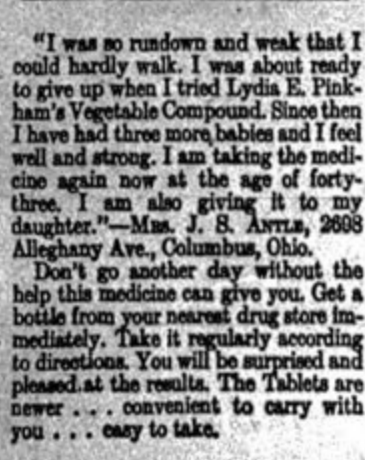 "I was so rundown and weak that I
could hardly walk. I was about ready
to give up when I tried Lydia E. Pink-
ham's Vegetable Compound. Since then
I have had three more babies and I feel
well and strong. I am taking the medi-
cine again now at the age of forty-
three. I am also giving it to my
daughter."—MRS. J. S. ANTLE, 2608
Alleghany Ave., Columbus, Ohio.
Don't go another day without the
help this medicine can give you. Get a
bottle from your nearest drug store im-
mediately. Take it regularly according
to directions. You will be surprised and
pleased at the results. The Tablets are
newer . . . convenient to carry with
you . . . easy to take.